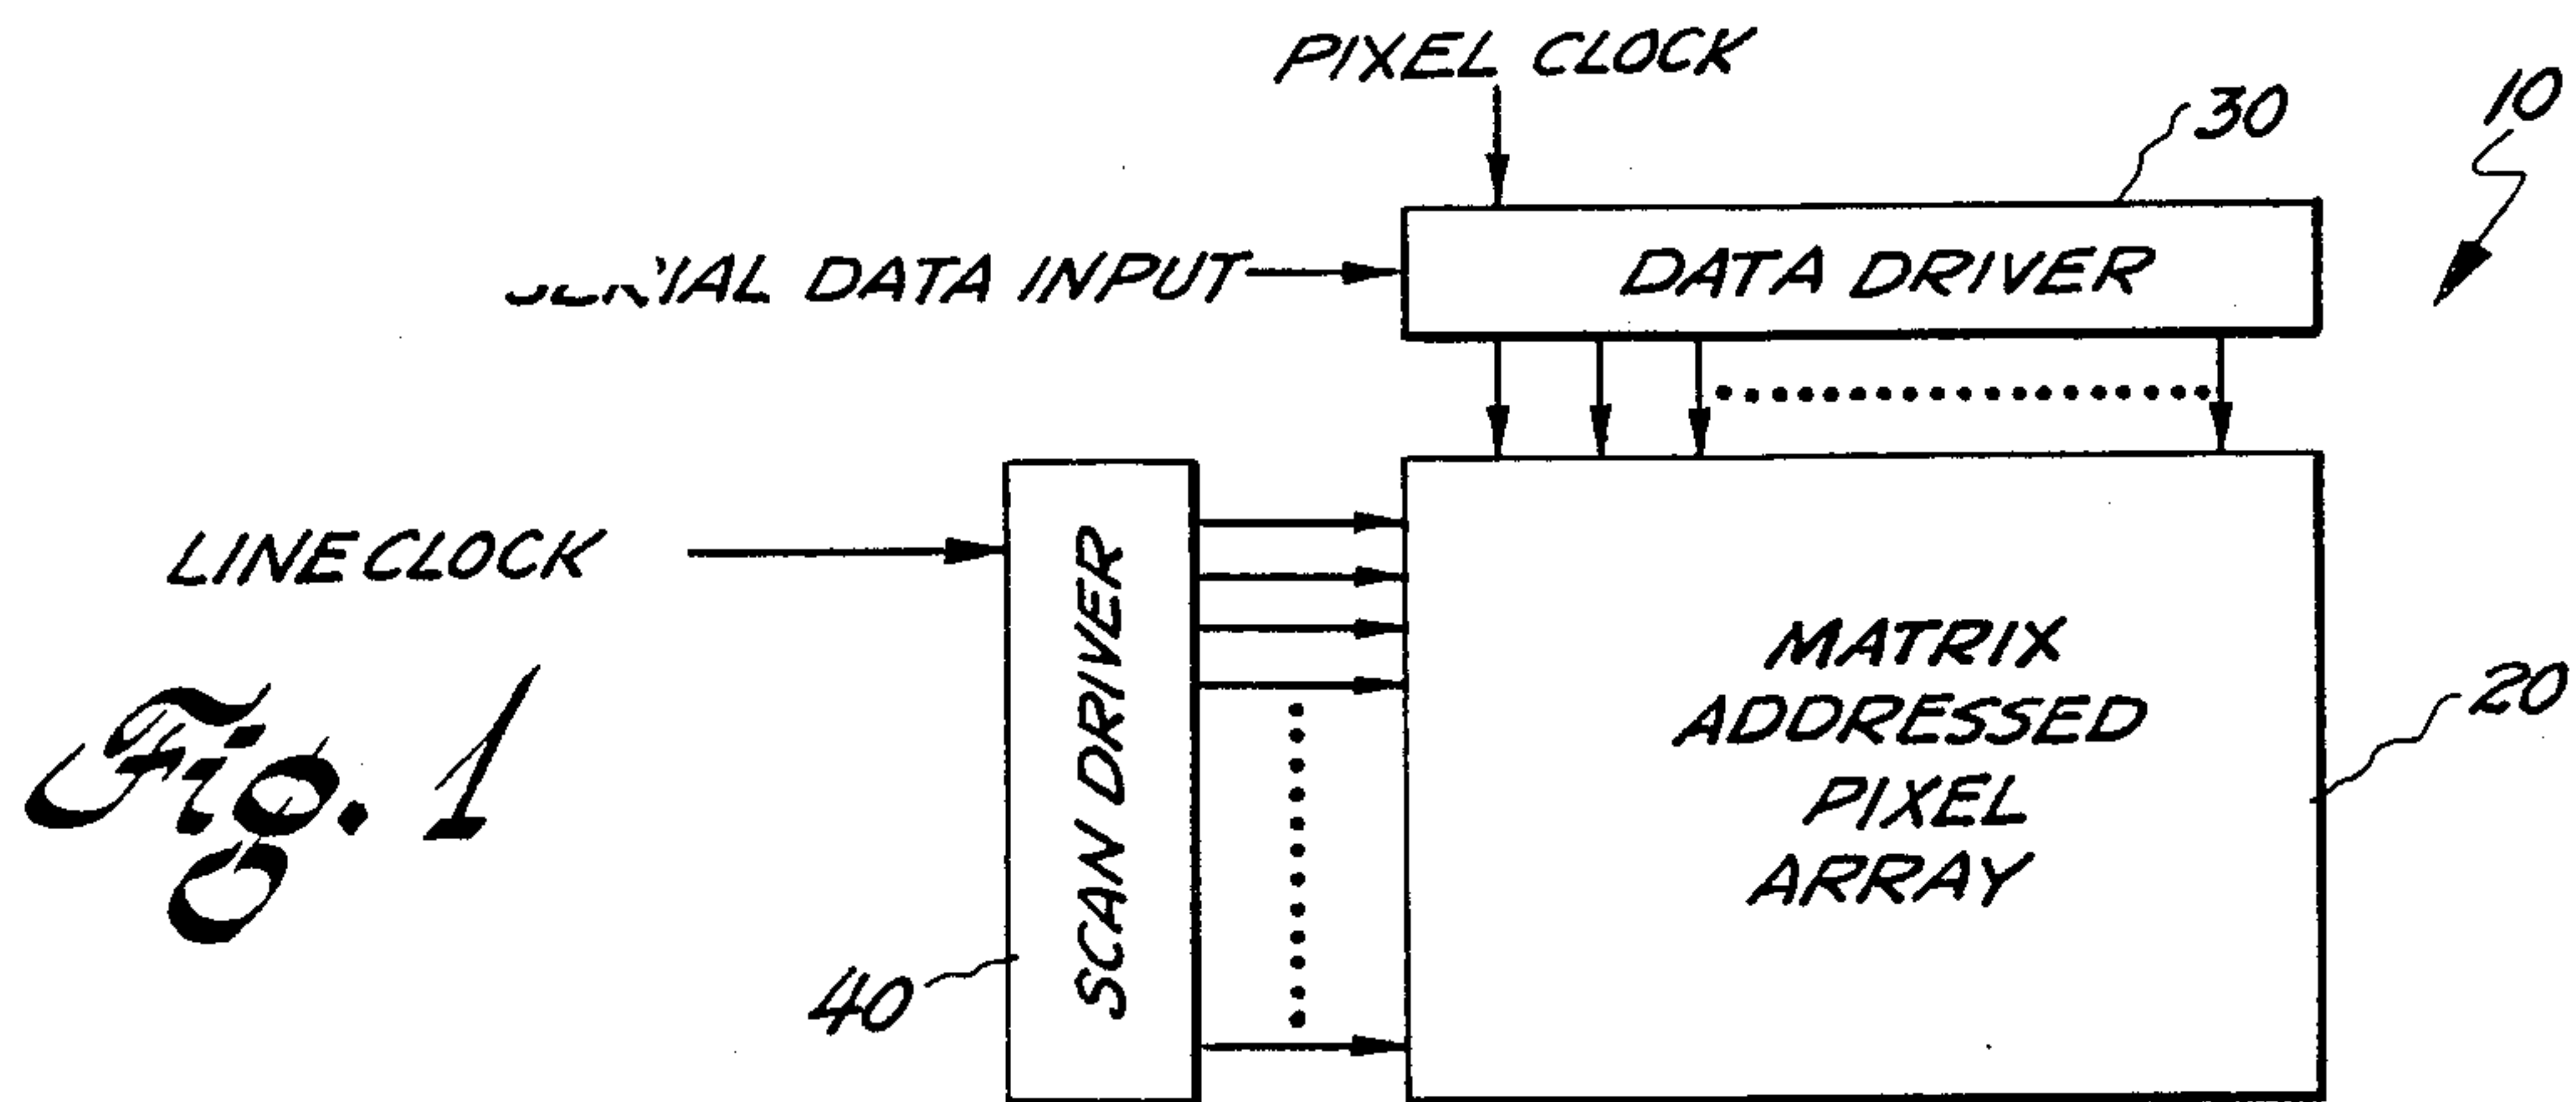 PIXEL CLOCK
30
10
SERIAL DATA INPUT
DATA DRIVER
LINE CLOCK
SCAN DRIVER
MATRIX
ADDRESSED
PIXEL
ARRAY
20
40
Fig. 1